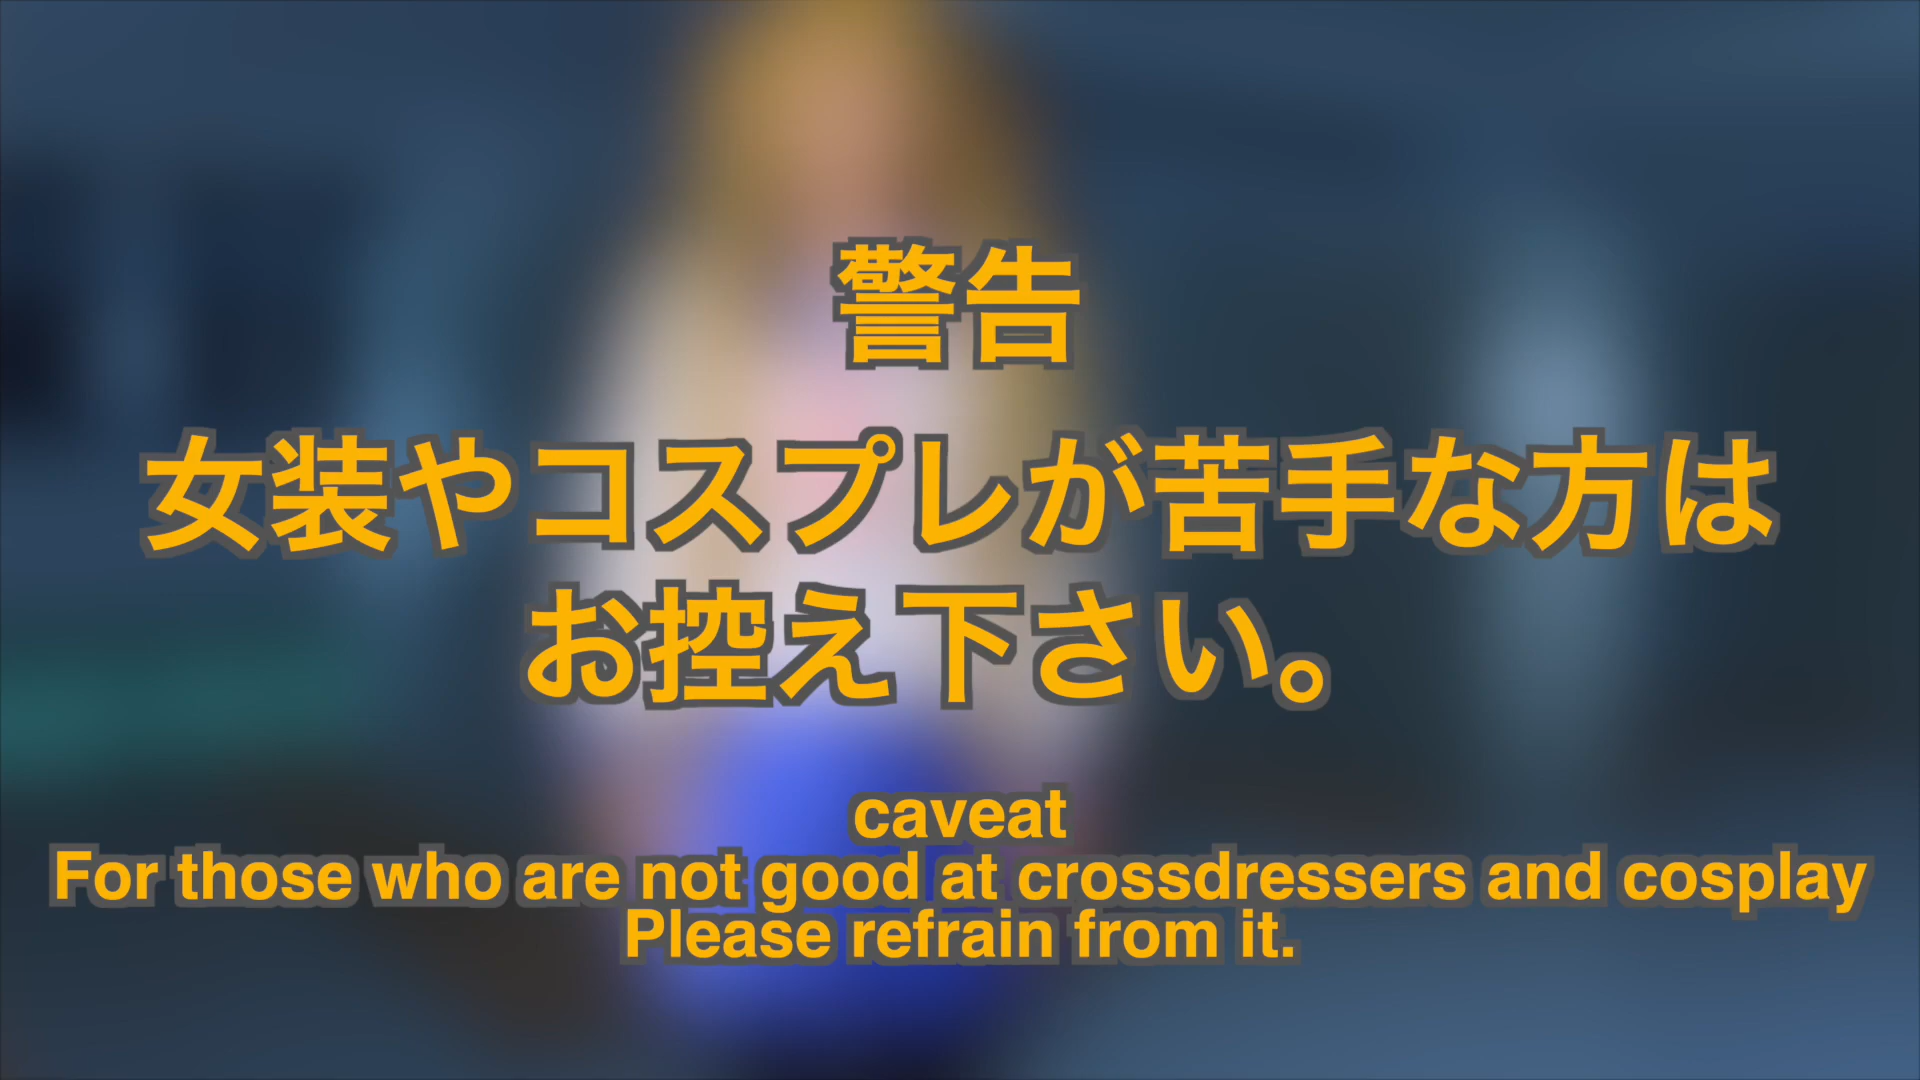 警告
女装やコスプレが苦手な方は
お控え下さい。
caveat
For those who are not good at crossdressers and cosplay
Please refrain from it.